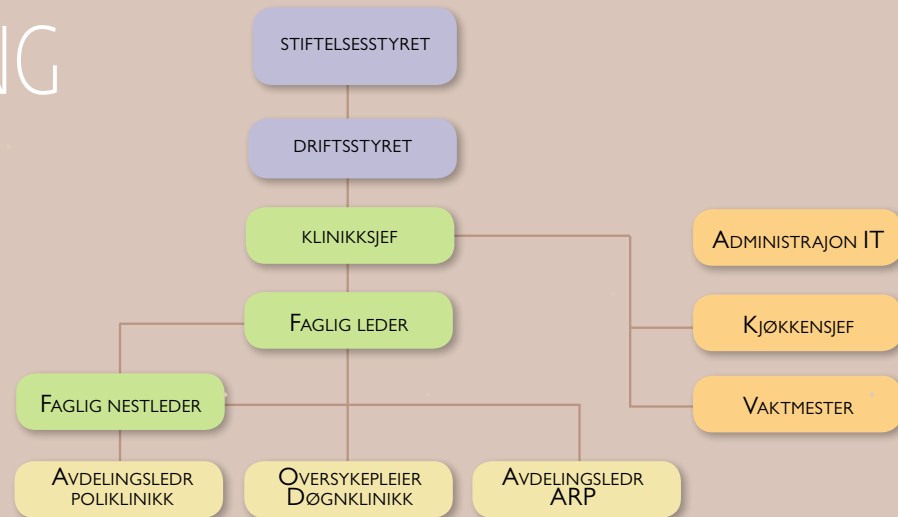 NG
STIFTELSESSTYRET
DRIFTSSTYRET
KLINIKKSJEF
ADMINISTRAJON IT
FAGLIG LEDER
KJØKKENSJEF
FAGLIG NESTLEDER
VAKTMESTER
AVDELINGSLEDR
POLIKLINIKK
OVERSYKEPLEIER
DØGNKLINIKK
AVDELINGSLEDR
ARP